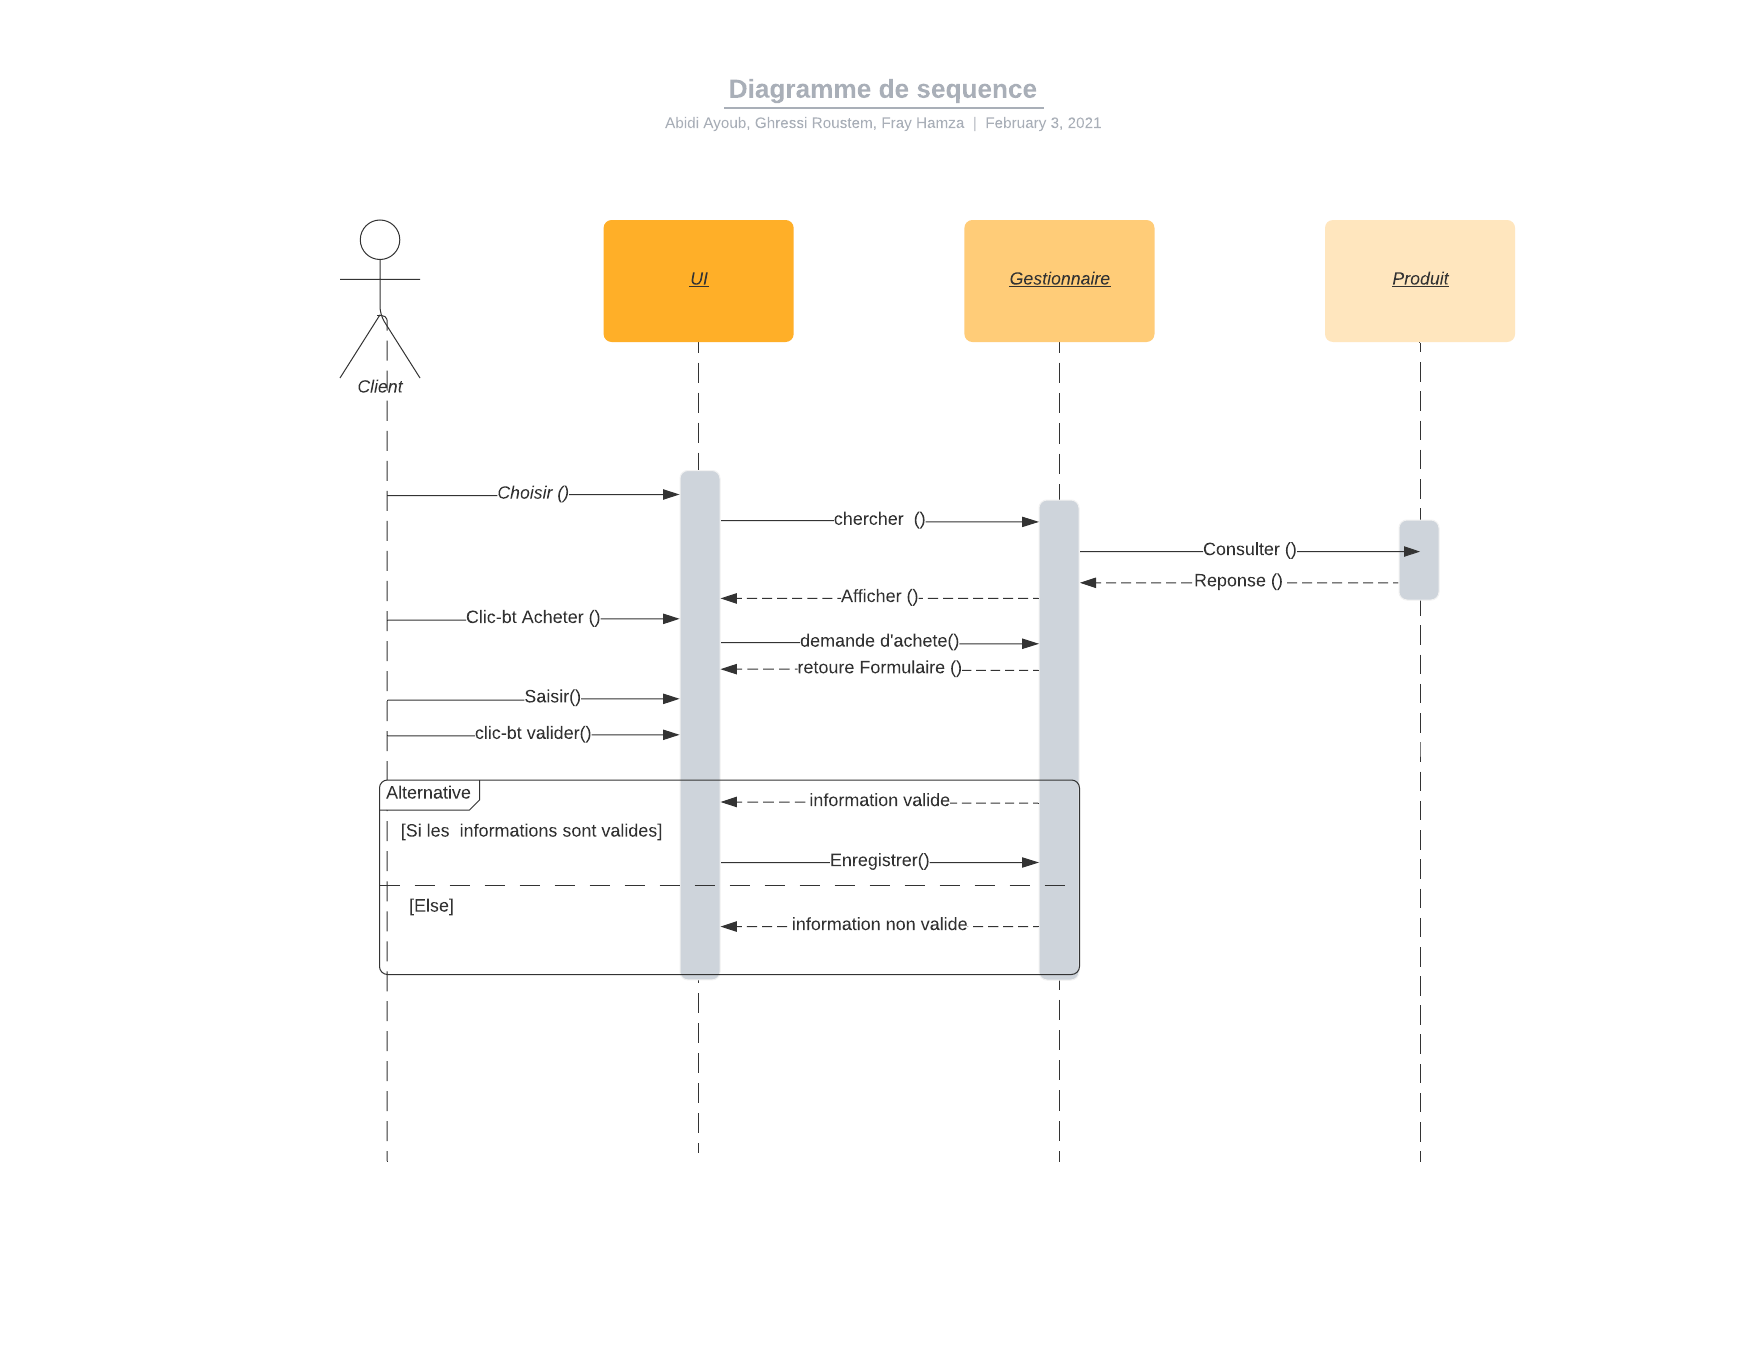 Diagramme de sequence
Abidi Ayoub, Ghressi Roustem, Fray Hamza | February 3, 2021
UI
Gestionnaire
Produit
Client
Choisir ()
chercher  ()
Consulter ()
Reponse ()
Afficher ()
Clic-bt Acheter ()
demande d'achete()
retoure Formulaire ()
Saisir()
clic-bt valider()
Alternative
information valide
[Si les  informations sont valides]
Enregistrer()
[Else]
information non valide